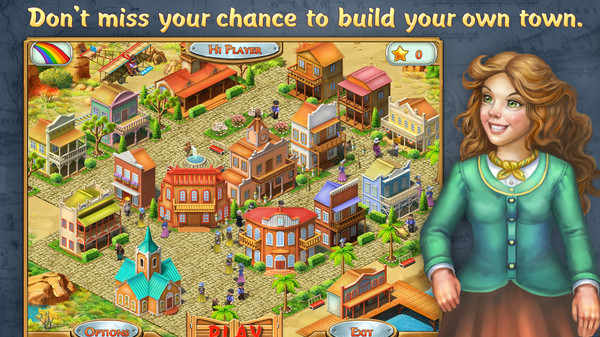 Don't miss your chance to build your own town.
Hi Player
0
Options
PLAY
Exit